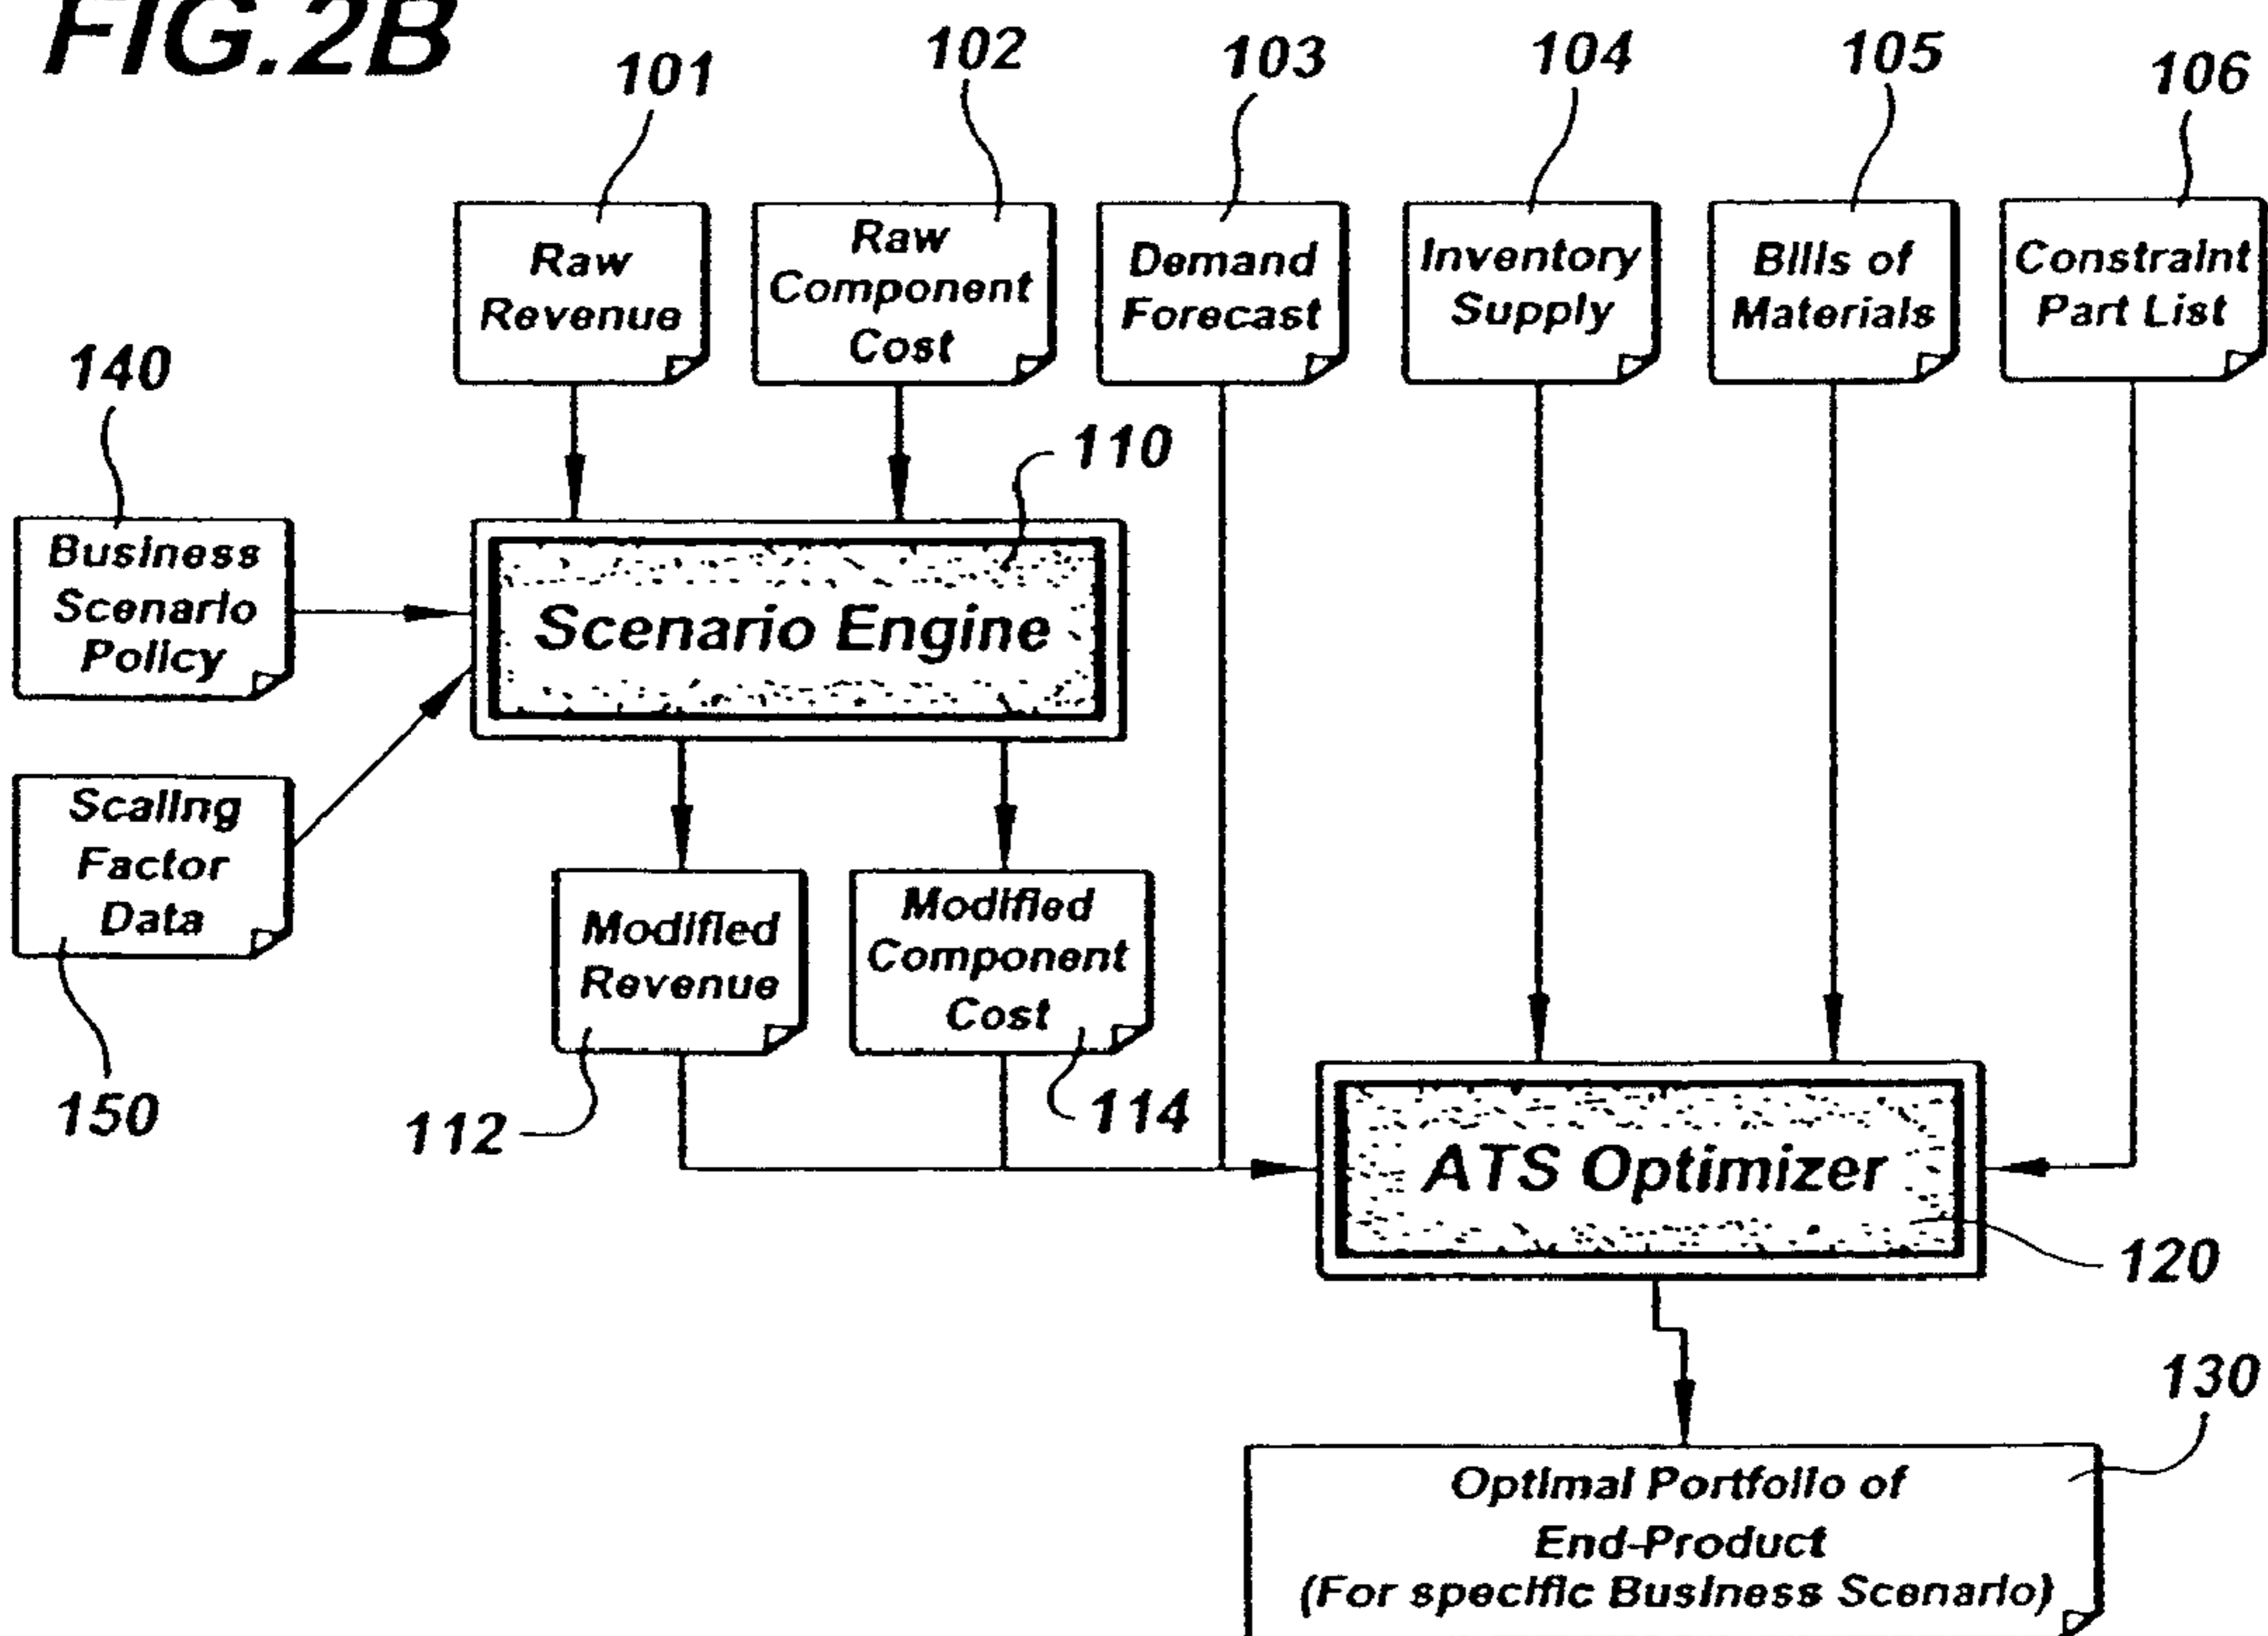 FIG.2B
101
102
103
104
105
106
Raw
Revenue
Raw
Component
Cost
Demand
Forecast
Inventory
Supply
Bills of
Materials
Constraint
Part List
140
110
Business
Scenario
Policy
Scenario Engine
Scaling
Factor
Data
150
Modified
Revenue
Modified
Component
Cost
112
114
ATS Optimizer
120
130
Optimal Portfolio of
End-Product
(For specific Business Scenario)